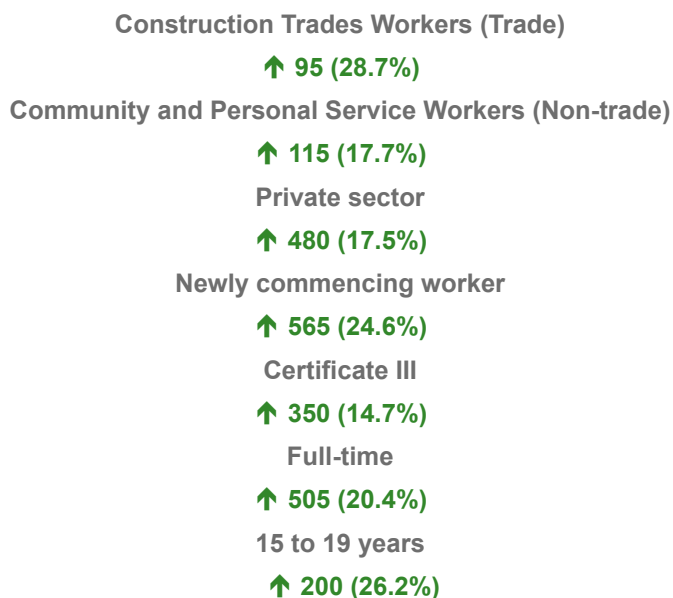 Construction Trades Workers (Trade)
↑ 95 (28.7%)
Community and Personal Service Workers (Non-trade)
↑ 115 (17.7%)
Private sector
↑ 480 (17.5%)
Newly commencing worker
↑ 565 (24.6%)
Certificate III
↑ 350 (14.7%)
Full-time
↑ 505 (20.4%)
15 to 19 years
↑ 200 (26.2%)